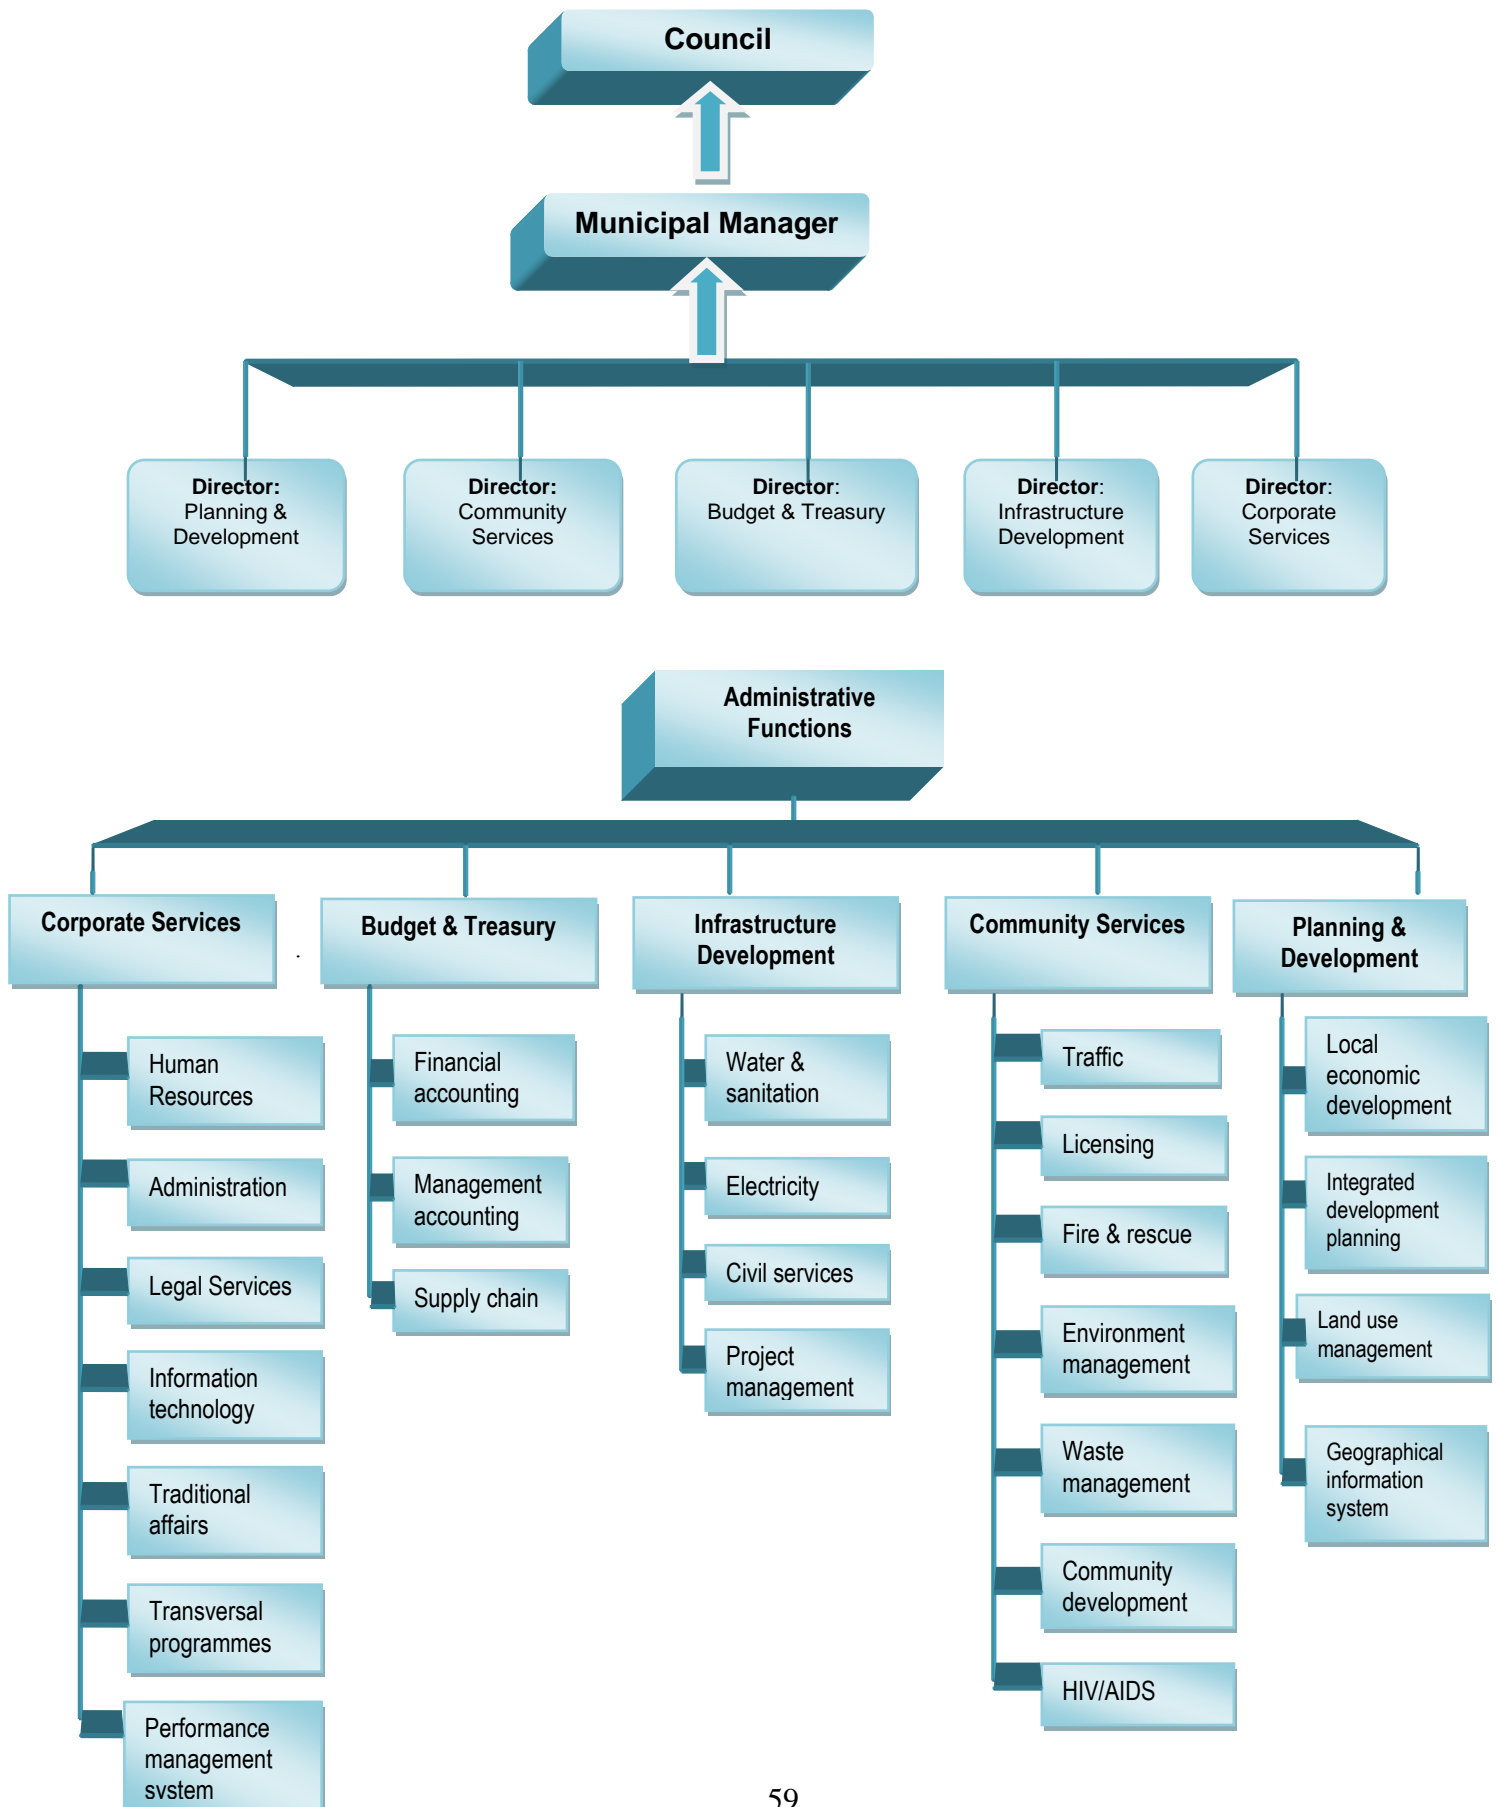 Council
Municipal Manager
Director:
Planning &
Development
Director:
Community
Services
Director:
Budget & Treasury
Director:
Infrastructure
Development
Director:
Corporate
Services
Administrative
Functions
Corporate Services
.
Budget & Treasury
Infrastructure
Development
Community Services
Planning &
Development
Human
Resources
Administration
Legal Services
Information
technology
Traditional
affairs
Transversal
programmes
Performance
management
system
Financial
accounting
Management
accounting
Supply chain
Water &
sanitation
Electricity
Civil services
Project
management
Traffic
Licensing
Fire & rescue
Environment
management
Waste
management
Community
development
HIV/AIDS
Local
economic
development
Integrated
development
planning
Land use
management
Geographical
information
system
59